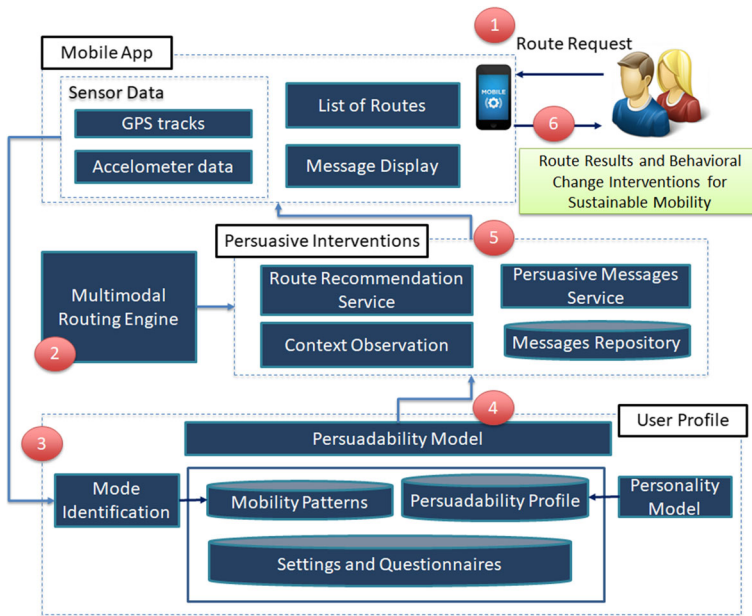 1
Mobile App
Route Request
Sensor Data
GPS tracks
Accelometer data
List of Routes
Message Display
MOBILE
6
Route Results and Behavioral
Change Interventions for
Sustainable Mobility
5
Persuasive Interventions
Multimodal
Routing Engine
2
Route Recommendation
Service
Persuasive Messages
Service
Context Observation
Messages Repository
4
User Profile
3
Persuadability Model
Mode
Identification
Mobility Patterns
Persuadability Profile
Personality
Model
Settings and Questionnaires